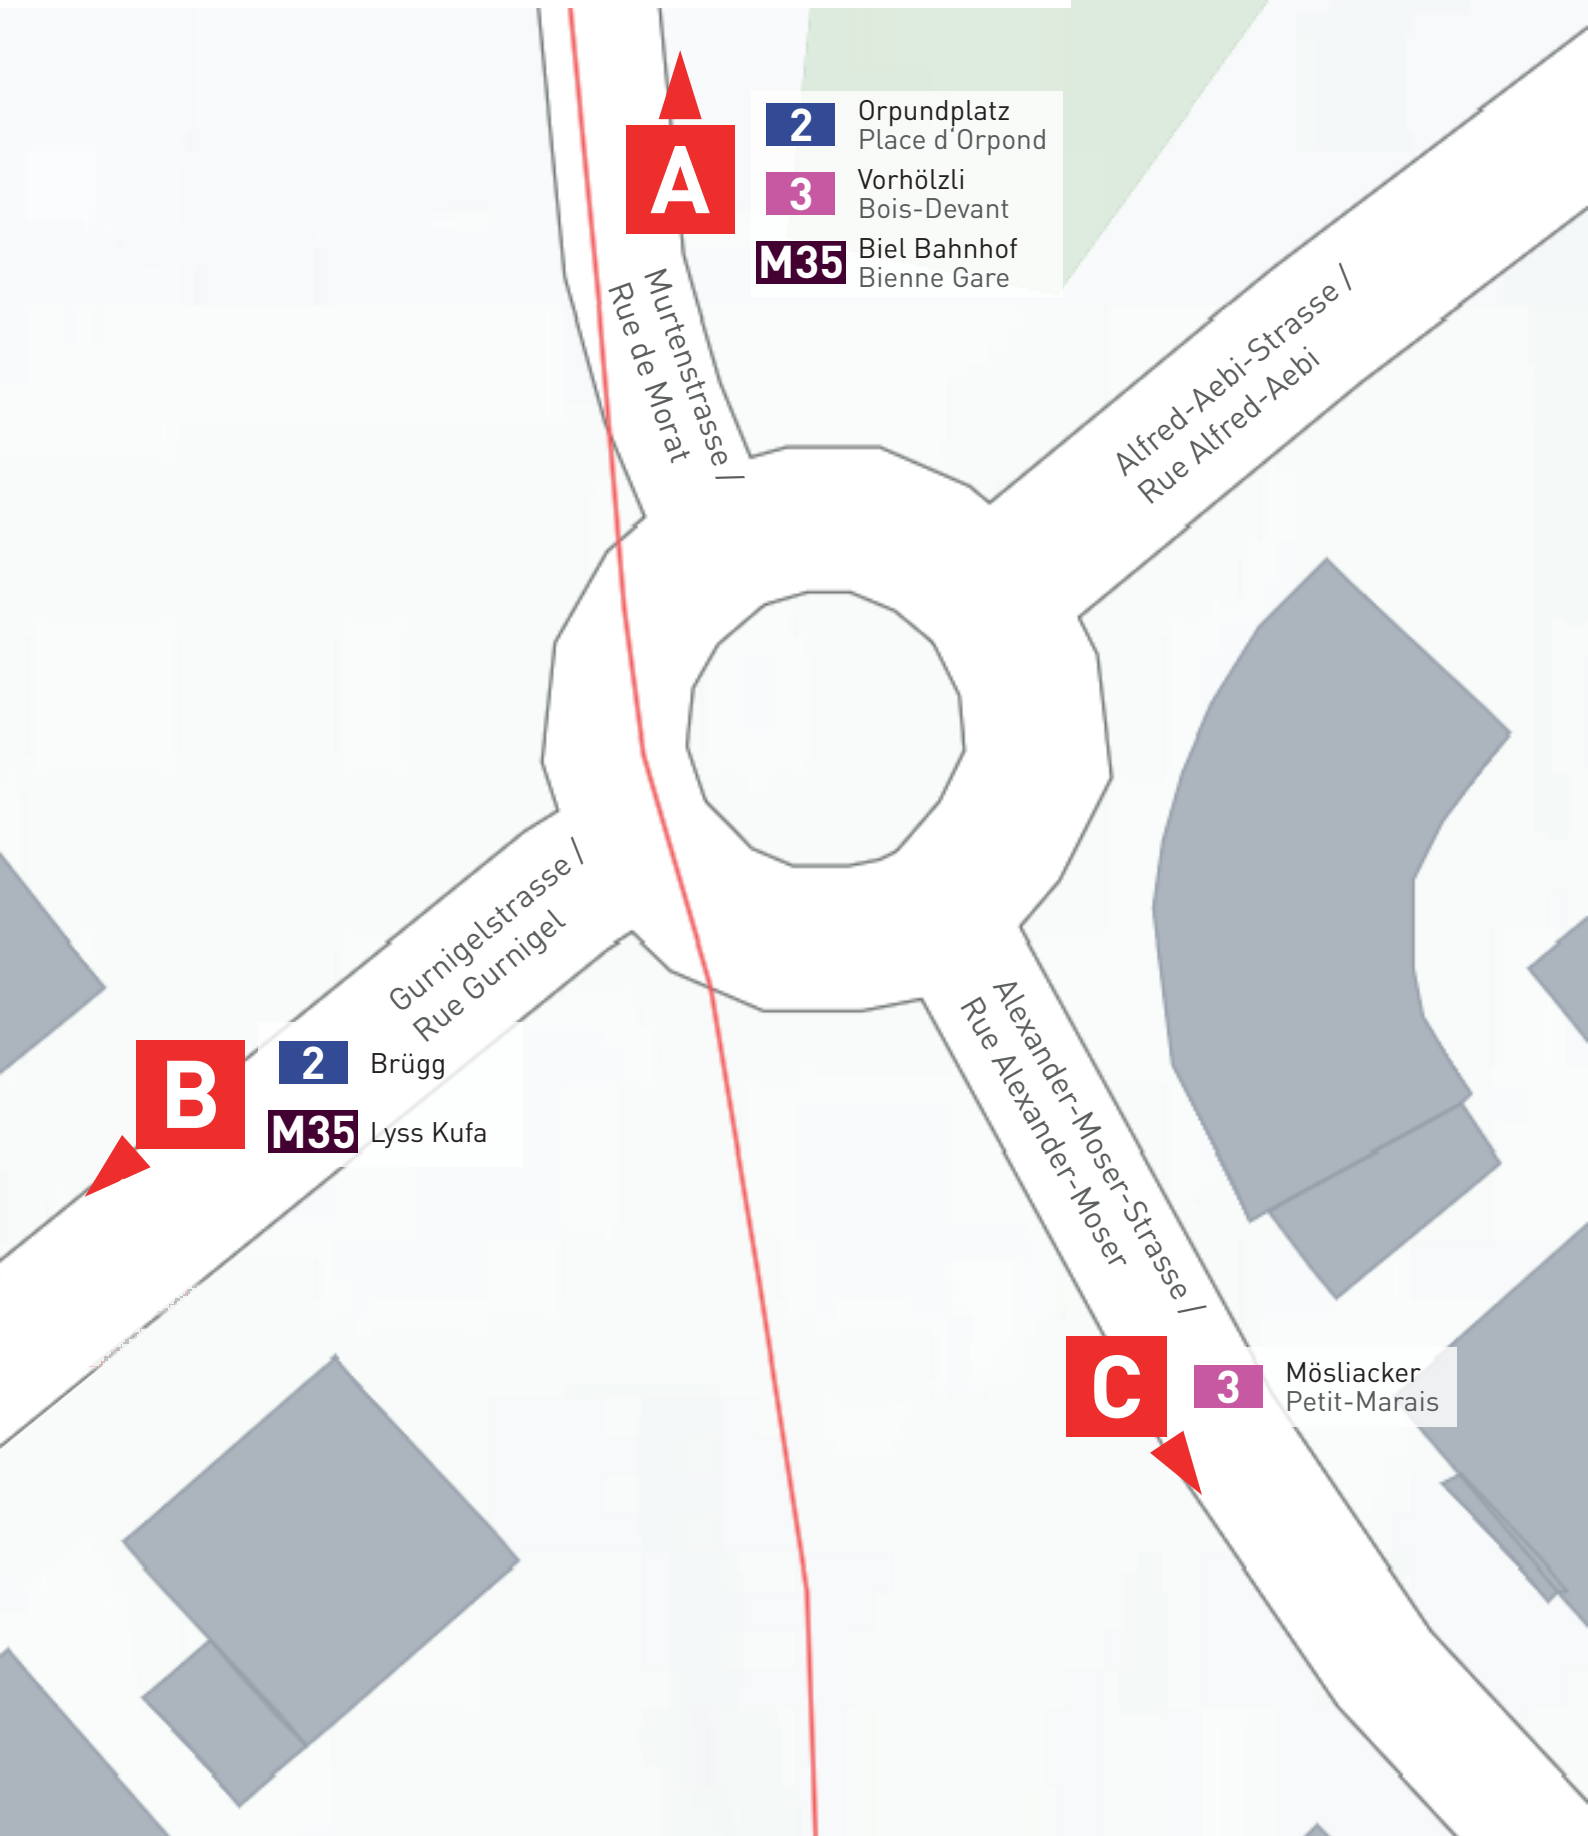 A
2 Orpundplatz
Place d'Orpond
3 Vorhölzli
Bois-Devant
M35 Biel Bahnhof
Bienne Gare
Murtenstrasse /
Rue de Morat
Alfred-Aebi-Strasse /
Rue Alfred-Aebi
Gurnigelstrasse /
Rue Gurnigel
B
2 Brügg
M35 Lyss Kufa
Alexander-Moser-Strasse /
Rue Alexander-Moser
C
3 Mösliacker
Petit-Marais